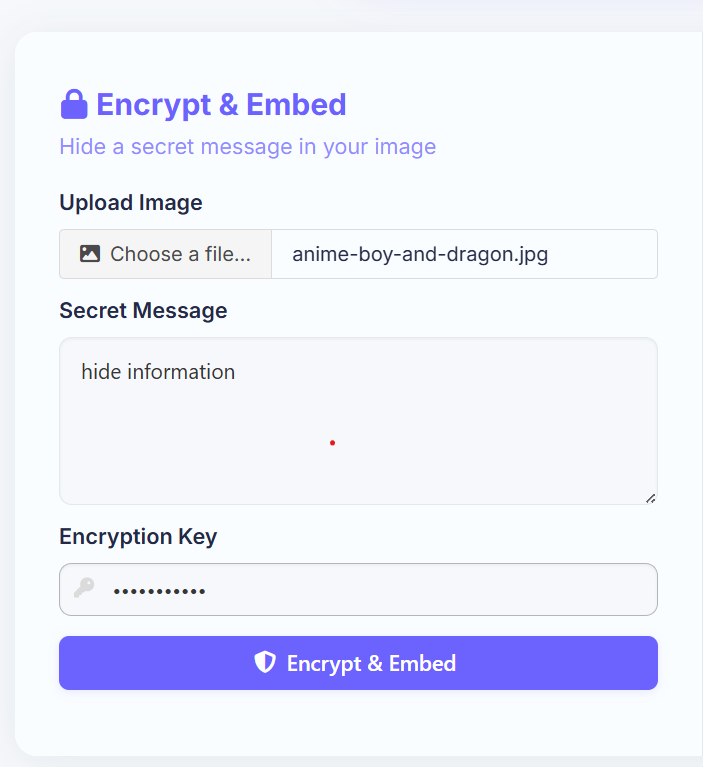 Encrypt & Embed
Hide a secret message in your image
Upload Image
Choose a file... anime-boy-and-dragon.jpg
Secret Message
hide information
Encryption Key
•••••••••••
Encrypt & Embed